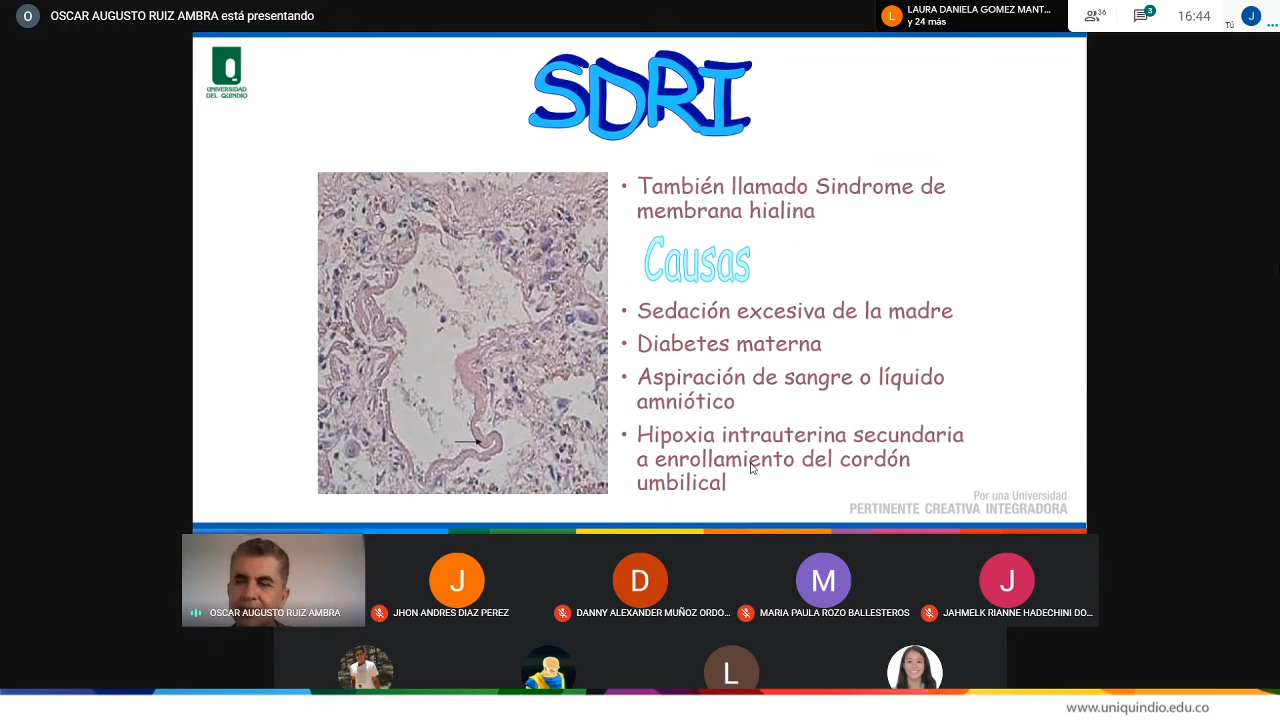 O OSCAR AUGUSTO RUIZ AMBRA está presentando
L LAURA DANIELA GOMEZ MANT...
y 24 más
36
3
16:44
Tú
J
UNIVERSIDAD
DEL QUINDÍO
SDRI
• También llamado Sindrome de
membrana hialina
Causas
• Sedación excesiva de la madre
• Diabetes materna
• Aspiración de sangre o líquido
amniótico
• Hipoxia intrauterina secundaria
a enrollamiento del cordón
umbilical
Por una Universidad
PERTINENTE CREATIVA INTEGRADORA
J
D
M
J
OSCAR AUGUSTO RUIZ AMBRA
JHON ANDRES DIAZ PEREZ
DANNY ALEXANDER MUÑOZ ORDO...
MARIA PAULA ROZO BALLESTEROS
JAHMELK RIANNE HADECHINI DO...
L
www.uniquindio.edu.co